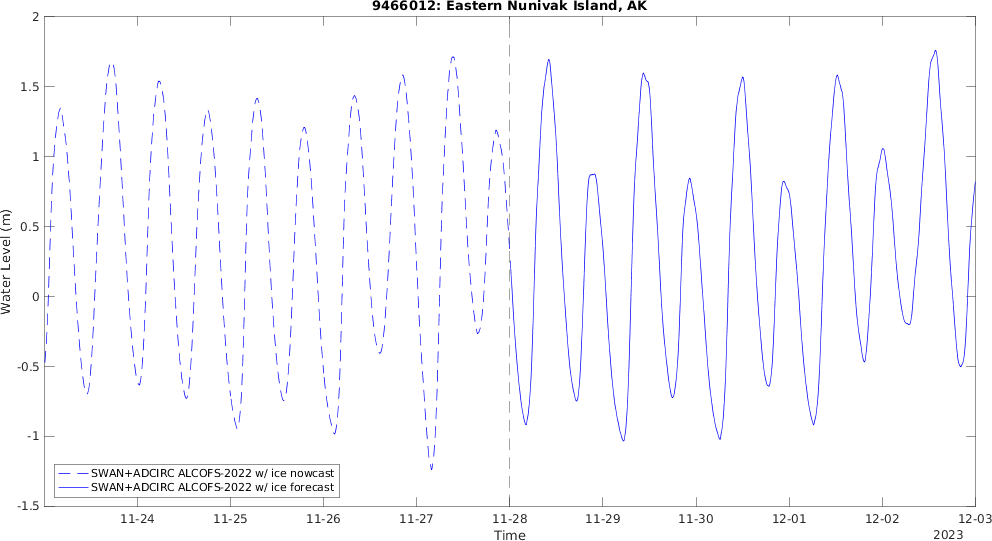 9466012: Eastern Nunivak Island, AK
2
1.5
1
0.5
0
-0.5
-1
-1.5
Water Level (m)
SWAN+ADCIRC ALCOFS-2022 w/ ice nowcast
SWAN+ADCIRC ALCOFS-2022 w/ ice forecast
11-24 11-25 11-26 11-27 11-28 11-29 11-30 12-01 12-02 12-03
Time
2023